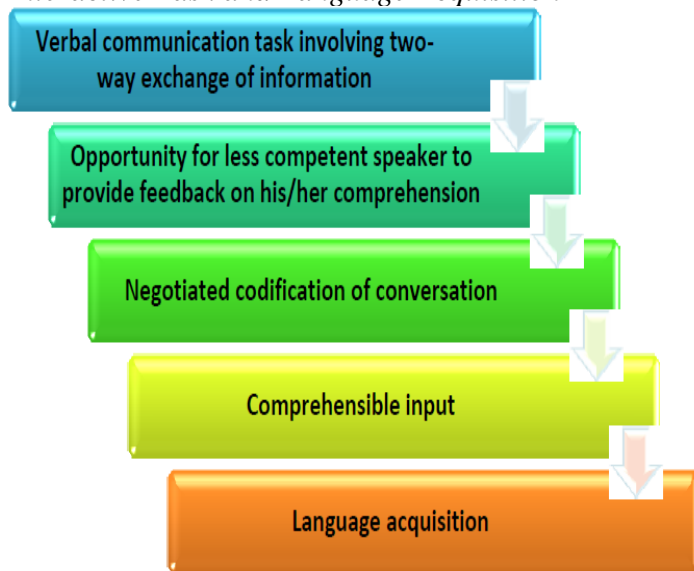 Verbal communication task involving two-
way exchange of information
Opportunity for less competent speaker to
provide feedback on his/her comprehension
Negotiated codification of conversation
Comprehensible input
Language acquisition